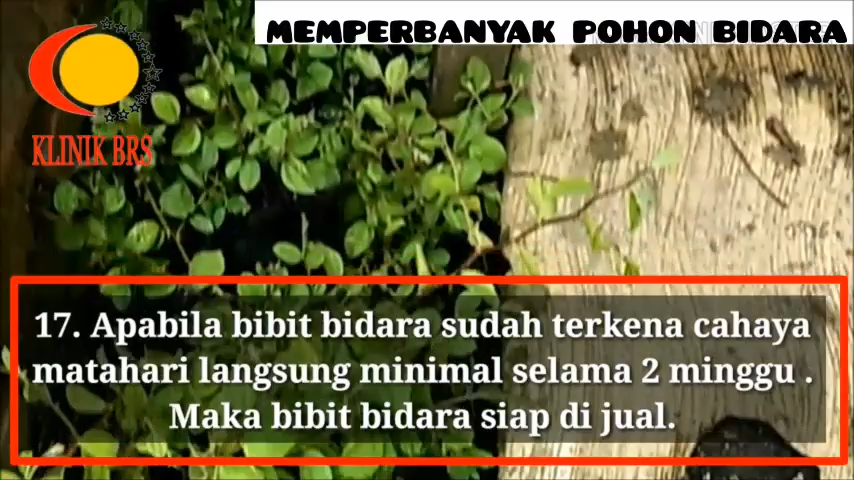 MEMPERBANYAK POHON BIDARA
KLINIK BRS
17. Apabila bibit bidara sudah terkena cahaya
matahari langsung minimal selama 2 minggu .
Maka bibit bidara siap di jual.